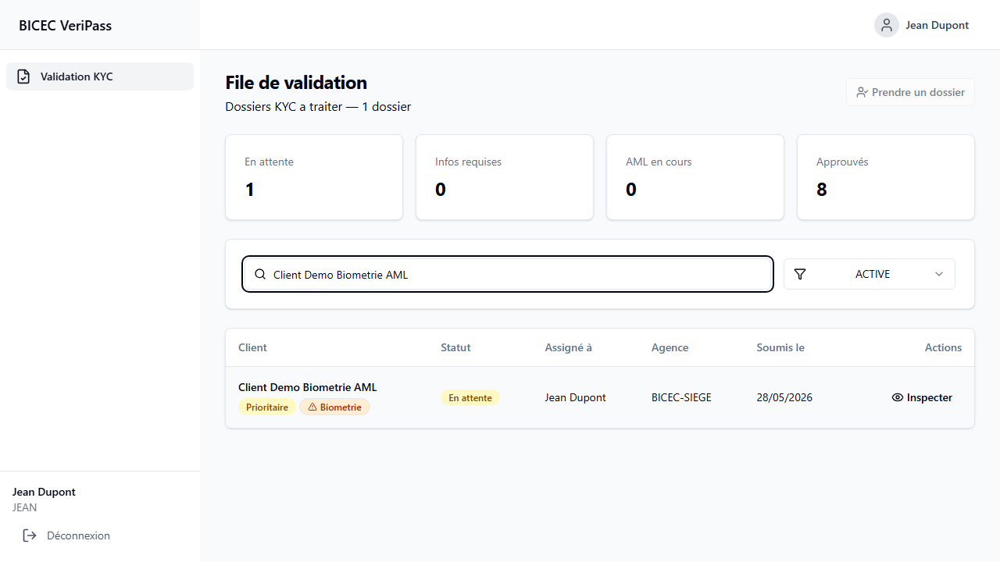 BICEC VeriPass
Jean Dupont
Validation KYC
File de validation
Dossiers KYC a traiter — 1 dossier
Prendre un dossier
En attente
1
Infos requises
0
AML en cours
0
Approuvés
8
Client Demo Biometrie AML
ACTIVE
Client Statut Assigné à Agence Soumis le Actions
Client Demo Biometrie AML
Prioritaire Biometrie
En attente
Jean Dupont
BICEC-SIEGE
28/05/2026
Inspecter
Jean Dupont
JEAN
Déconnexion